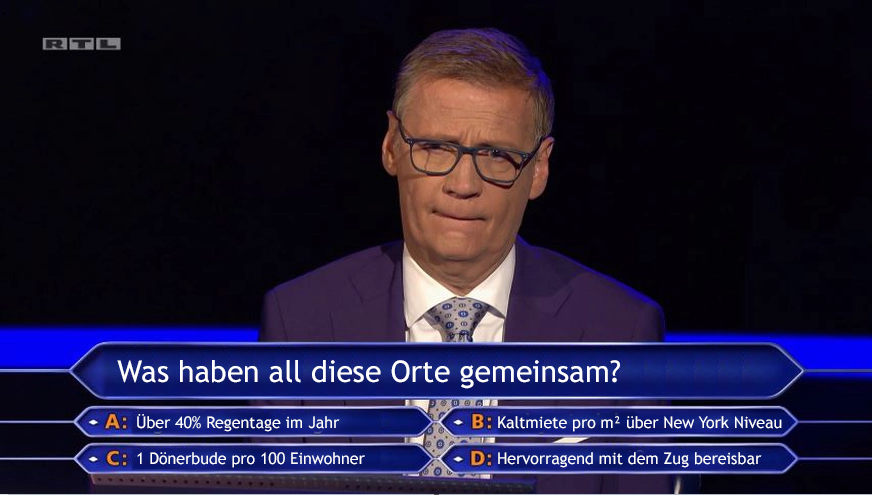 RTL
Was haben all diese Orte gemeinsam?
A: Über 40% Regentage im Jahr
B: Kaltmiete pro m² über New York Niveau
C: 1 Dönerbude pro 100 Einwohner
D: Hervorragend mit dem Zug bereisbar